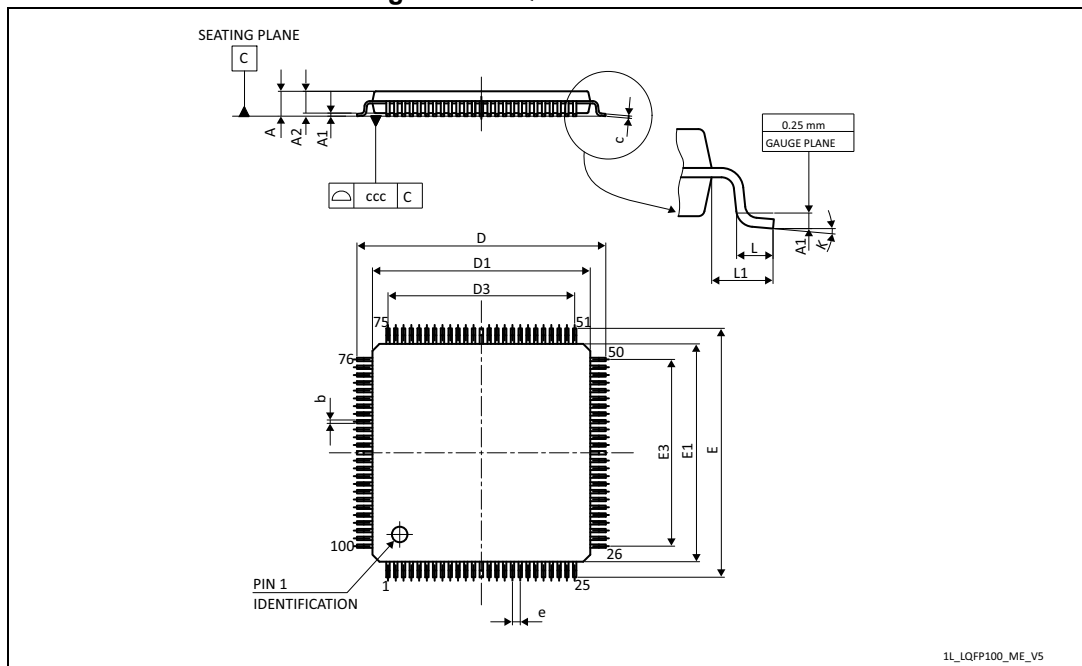 SEATING PLANE
C
A
A2
A1
c
0.25 mm
GAUGE PLANE
ccc C
L
A1
K
L1
D
D1
D3
75
51
76
50
b
E3
E1
E
100
26
PIN 1
IDENTIFICATION
1
25
e
1L_LQFP100_ME_V5